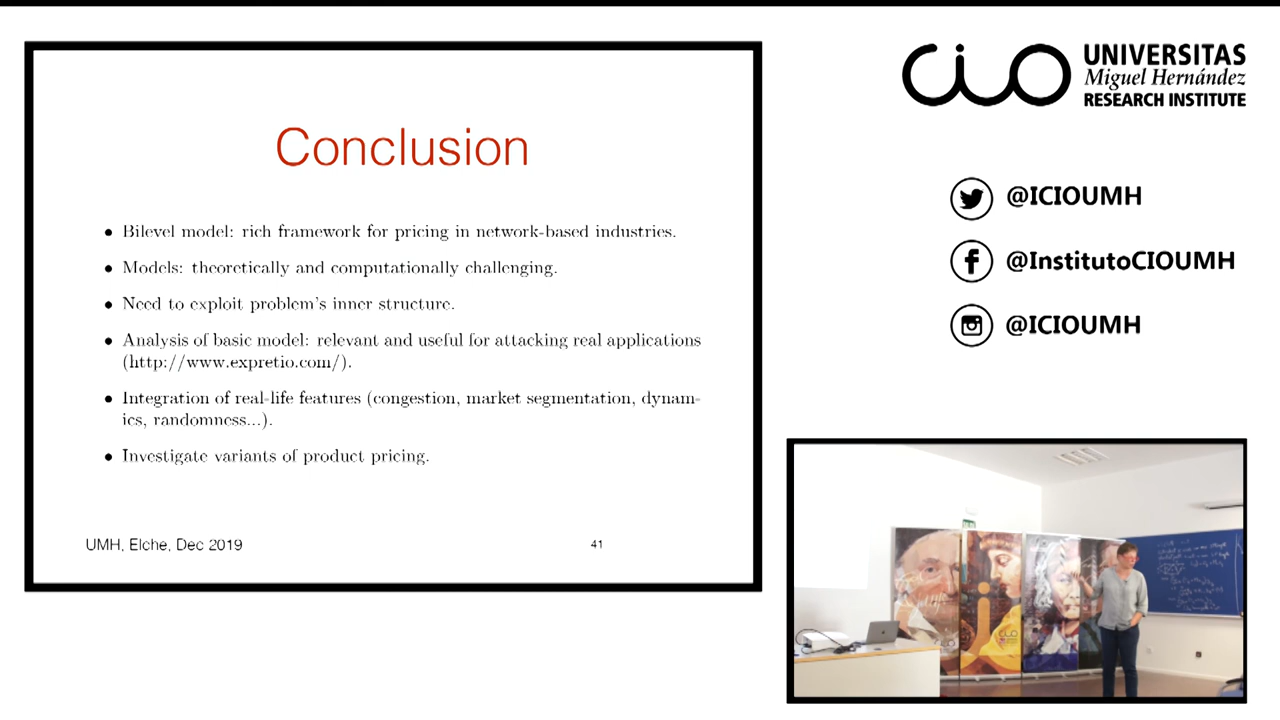 Conclusion
• Bilevel model: rich framework for pricing in network-based industries.
• Models: theoretically and computationally challenging.
• Need to exploit problem's inner structure.
• Analysis of basic model: relevant and useful for attacking real applications
(http://www.expretio.com/).
• Integration of real-life features (congestion, market segmentation, dynam-
ics, randomness...).
• Investigate variants of product pricing.
UMH, Elche, Dec 2019
41
cio
UNIVERSITAS
Miguel Hernández
RESEARCH INSTITUTE
@ICIOUMH
@InstitutoCIOUMH
@ICIOUMH